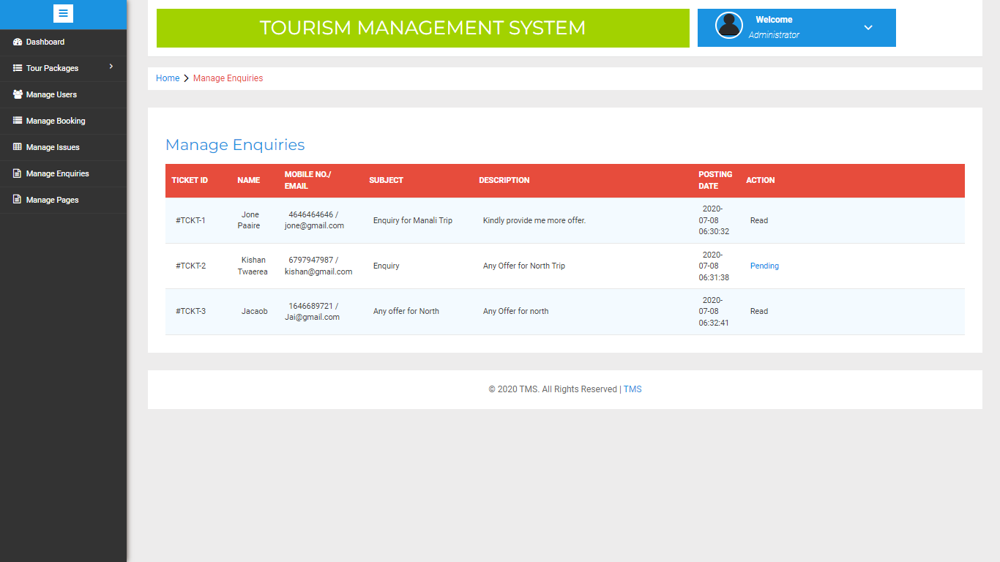 TOURISM MANAGEMENT SYSTEM
Welcome
Administrator
Dashboard
Tour Packages
Manage Users
Manage Booking
Manage Issues
Manage Enquiries
Manage Pages
Home > Manage Enquiries
Manage Enquiries
TICKET ID NAME MOBILE NO./ EMAIL SUBJECT DESCRIPTION POSTING DATE ACTION
#TCKT-1 Jone Paaire 4646464646 / jone@gmail.com Enquiry for Manali Trip Kindly provide me more offer. 2020-07-08 06:30:32 Read
#TCKT-2 Kishan Twaerea 6797947987 / kishan@gmail.com Enquiry Any Offer for North Trip 2020-07-08 06:31:38 Pending
#TCKT-3 Jacaob 1646689721 / Jai@gmail.com Any offer for North Any Offer for north 2020-07-08 06:32:41 Read
© 2020 TMS. All Rights Reserved | TMS